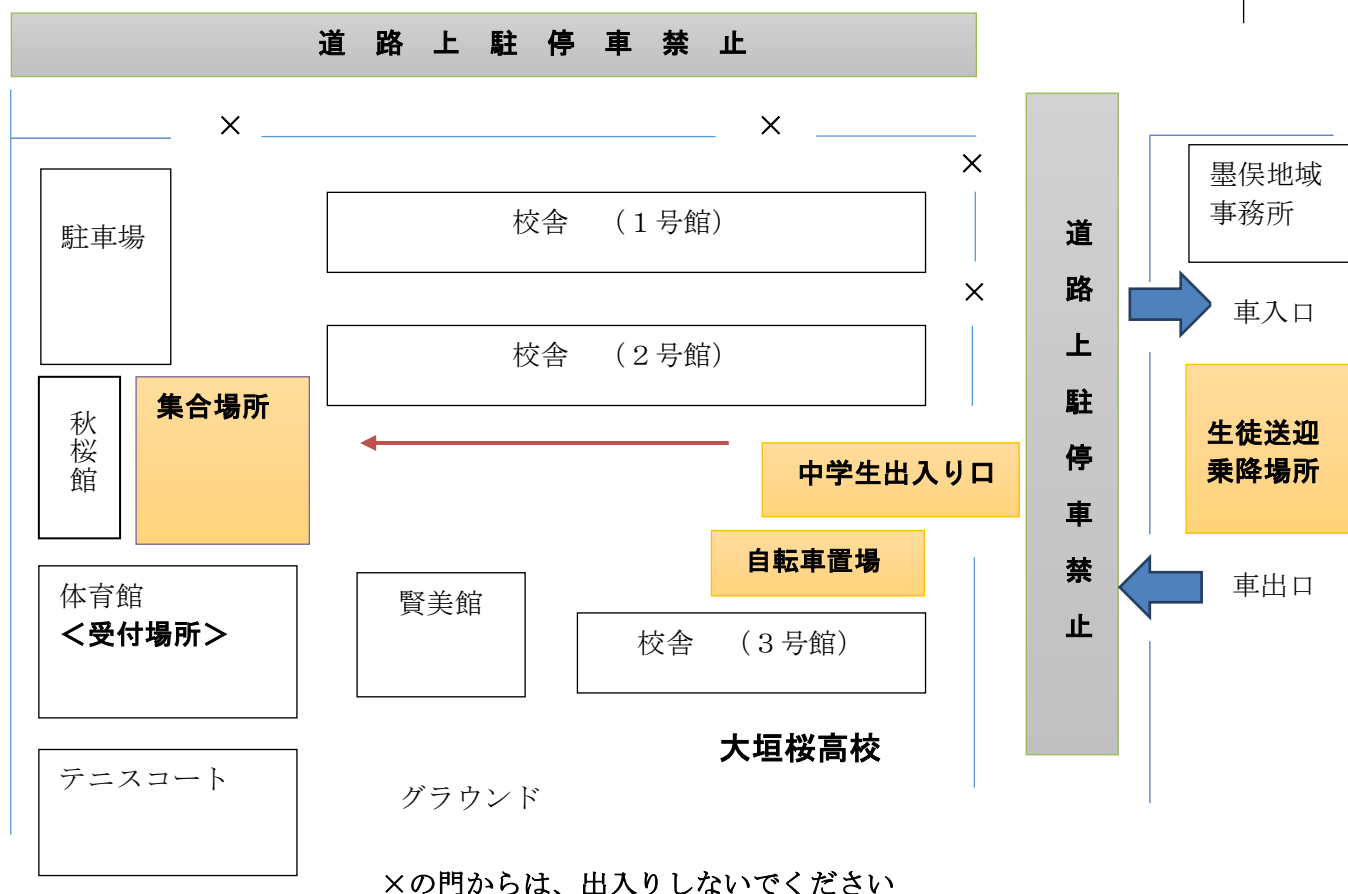 道路上駐停車禁止
×
×
×
×
駐車場
校舎 （１号館）
校舎 （２号館）
道路上駐停車禁止
墨俣地域
事務所
車入口
秋桜館
集合場所
中学生出入り口
生徒送迎
乗降場所
自転車置場
車出口
体育館
＜受付場所＞
賢美館
校舎 （３号館）
大垣桜高校
テニスコート
グラウンド
×の門からは、出入りしないでください